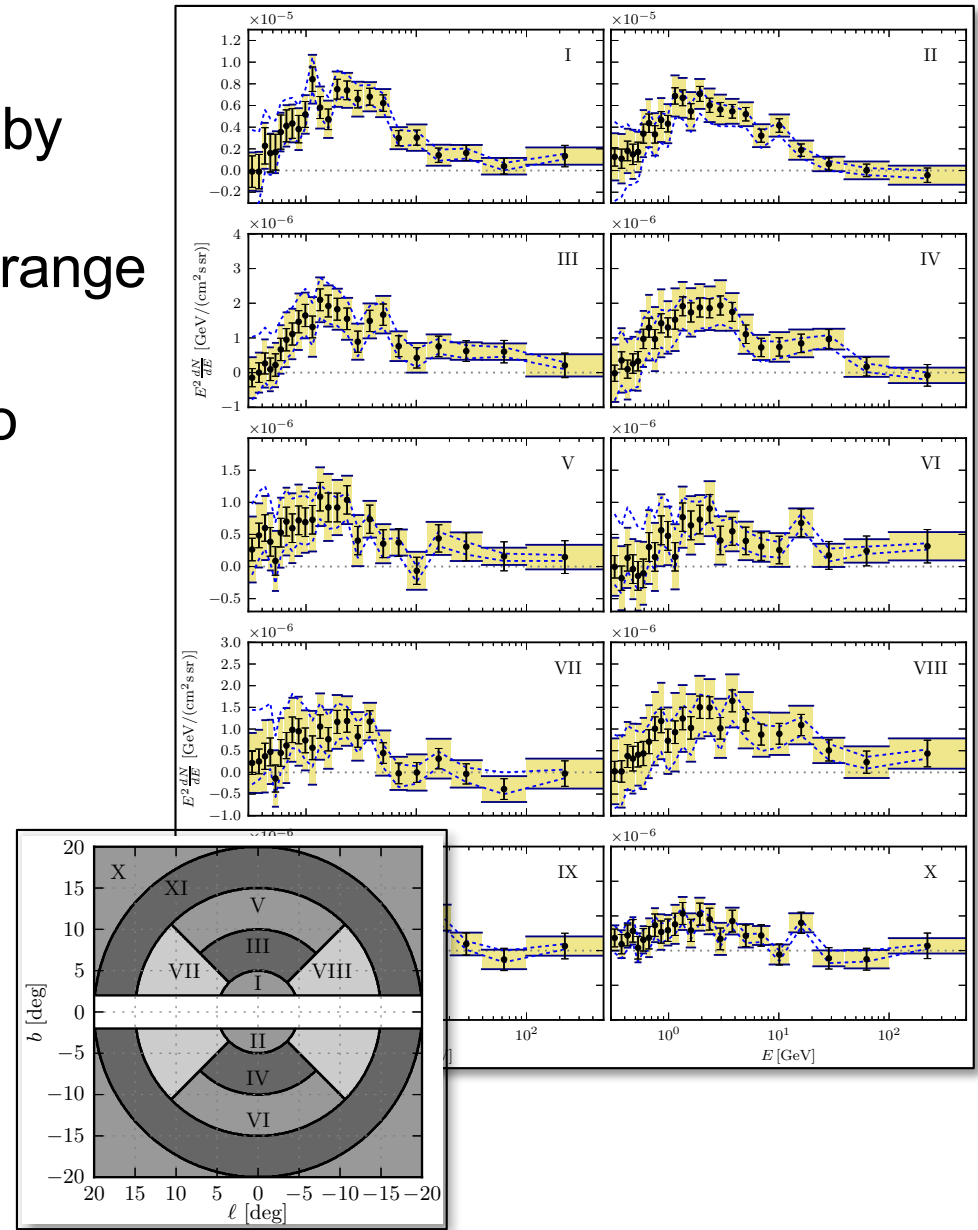 by
range
×10⁻⁵ ×10⁻⁵
1.2
1.0
0.8
0.6
0.4
0.2
0.0
−0.2
I II
×10⁻⁶ ×10⁻⁶
4
3
2
1
0
−1
III IV
E² dN/dE [GeV/(cm² s sr)]
×10⁻⁶ ×10⁻⁶
1.5
1.0
0.5
0.0
−0.5
V VI
×10⁻⁶ ×10⁻⁶
3.0
2.5
2.0
1.5
1.0
0.5
0.0
−0.5
−1.0
VII VIII
E² dN/dE [GeV/(cm² s sr)]
×10⁻⁶
IX X
10² 10⁰ 10¹ 10²
E [GeV]
20
15
10
5
0
−5
−10
−15
−20
b [deg]
X
XI
V
III
VII VIII
I
II
IV
VI
20 15 10 5 0 −5 −10 −15 −20
ℓ [deg]